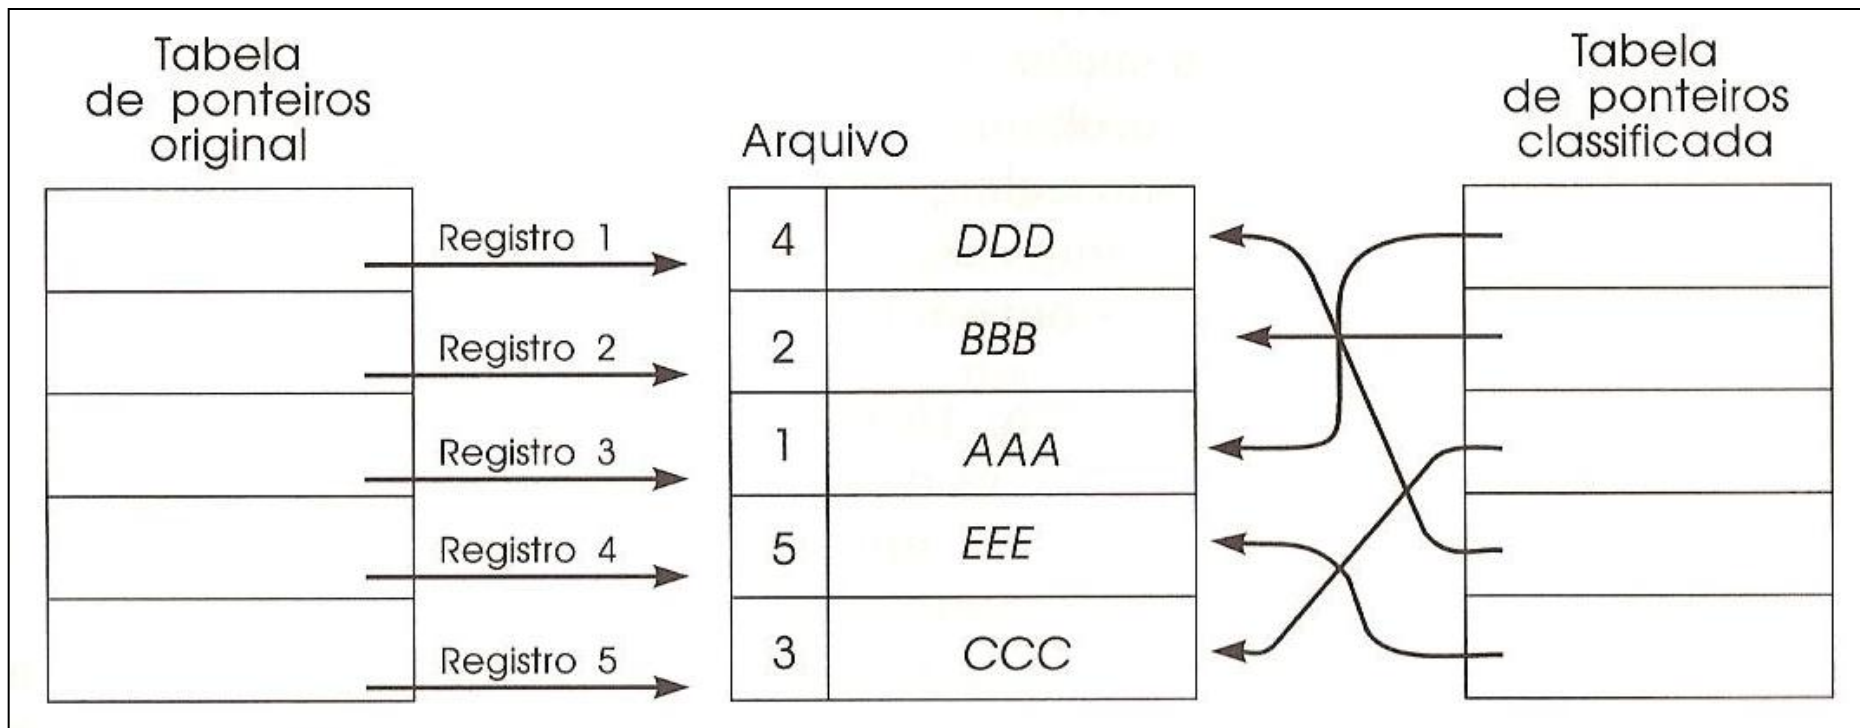 Tabela
de ponteiros
original
Arquivo
Tabela
de ponteiros
classificada
Registro 1
4 DDD
Registro 2
2 BBB
Registro 3
1 AAA
Registro 4
5 EEE
Registro 5
3 CCC